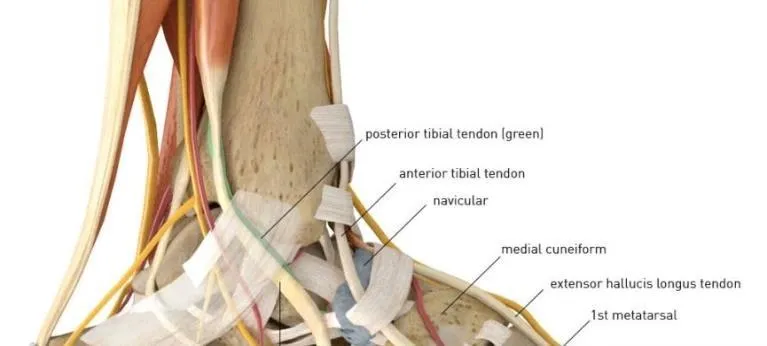 posterior tibial tendon (green)
anterior tibial tendon
navicular
medial cuneiform
extensor hallucis longus tendon
1st metatarsal